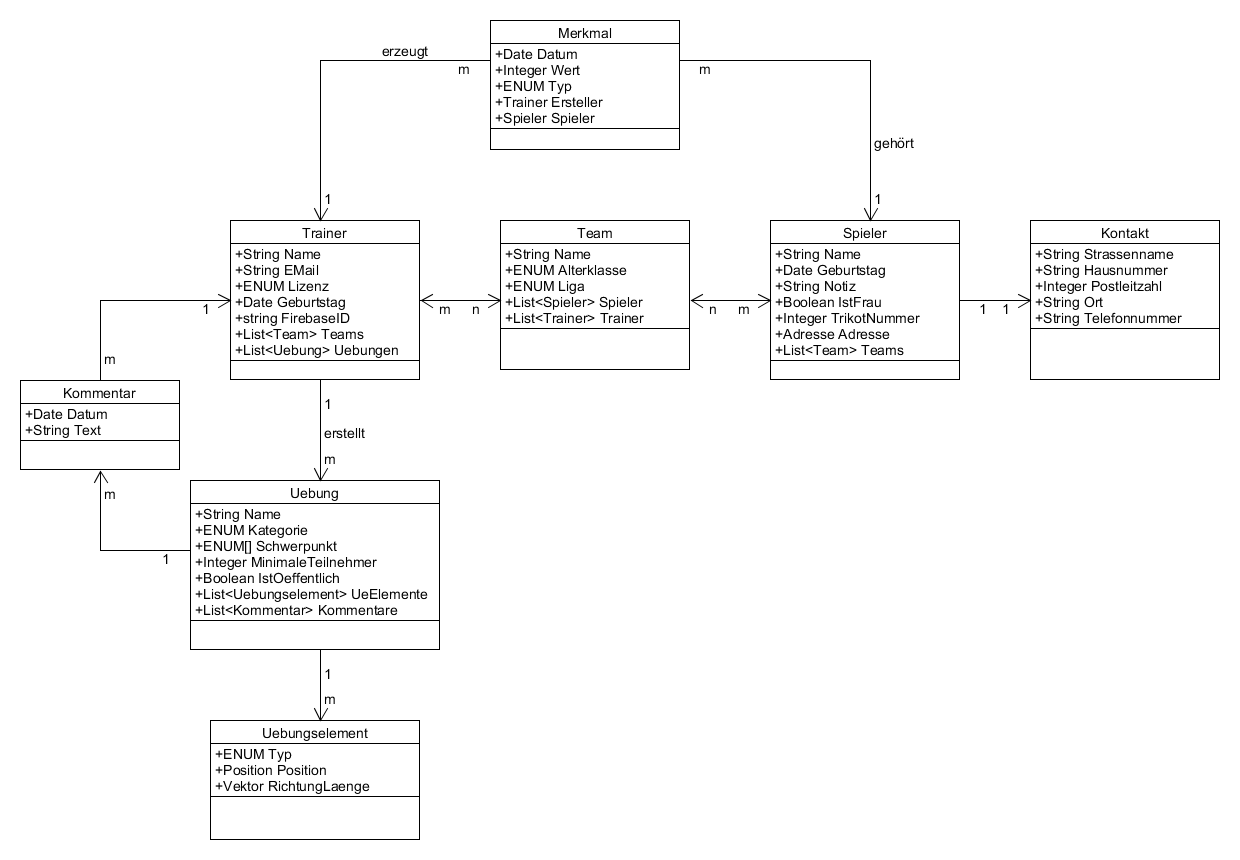 Merkmal
+Date Datum
+Integer Wert
+ENUM Typ
+Trainer Ersteller
+Spieler Spieler
erzeugt
m
m
gehört
1
1
Trainer
+String Name
+String EMail
+ENUM Lizenz
+Date Geburtstag
+string FirebaseID
+List<Team> Teams
+List<Uebung> Uebungen
m
n
Team
+String Name
+ENUM Alterklasse
+ENUM Liga
+List<Spieler> Spieler
+List<Trainer> Trainer
n
m
Spieler
+String Name
+Date Geburtstag
+String Notiz
+Boolean IstFrau
+Integer TrikotNummer
+Adresse Adresse
+List<Team> Teams
1
1
Kontakt
+String Strassenname
+String Hausnummer
+Integer Postleitzahl
+String Ort
+String Telefonnummer
1
m
Kommentar
+Date Datum
+String Text
m
1
1
erstellt
m
Uebung
+String Name
+ENUM Kategorie
+ENUM[] Schwerpunkt
+Integer MinimaleTeilnehmer
+Boolean IstOeffentlich
+List<Uebungselement> UeElemente
+List<Kommentar> Kommentare
1
m
Uebungselement
+ENUM Typ
+Position Position
+Vektor RichtungLaenge